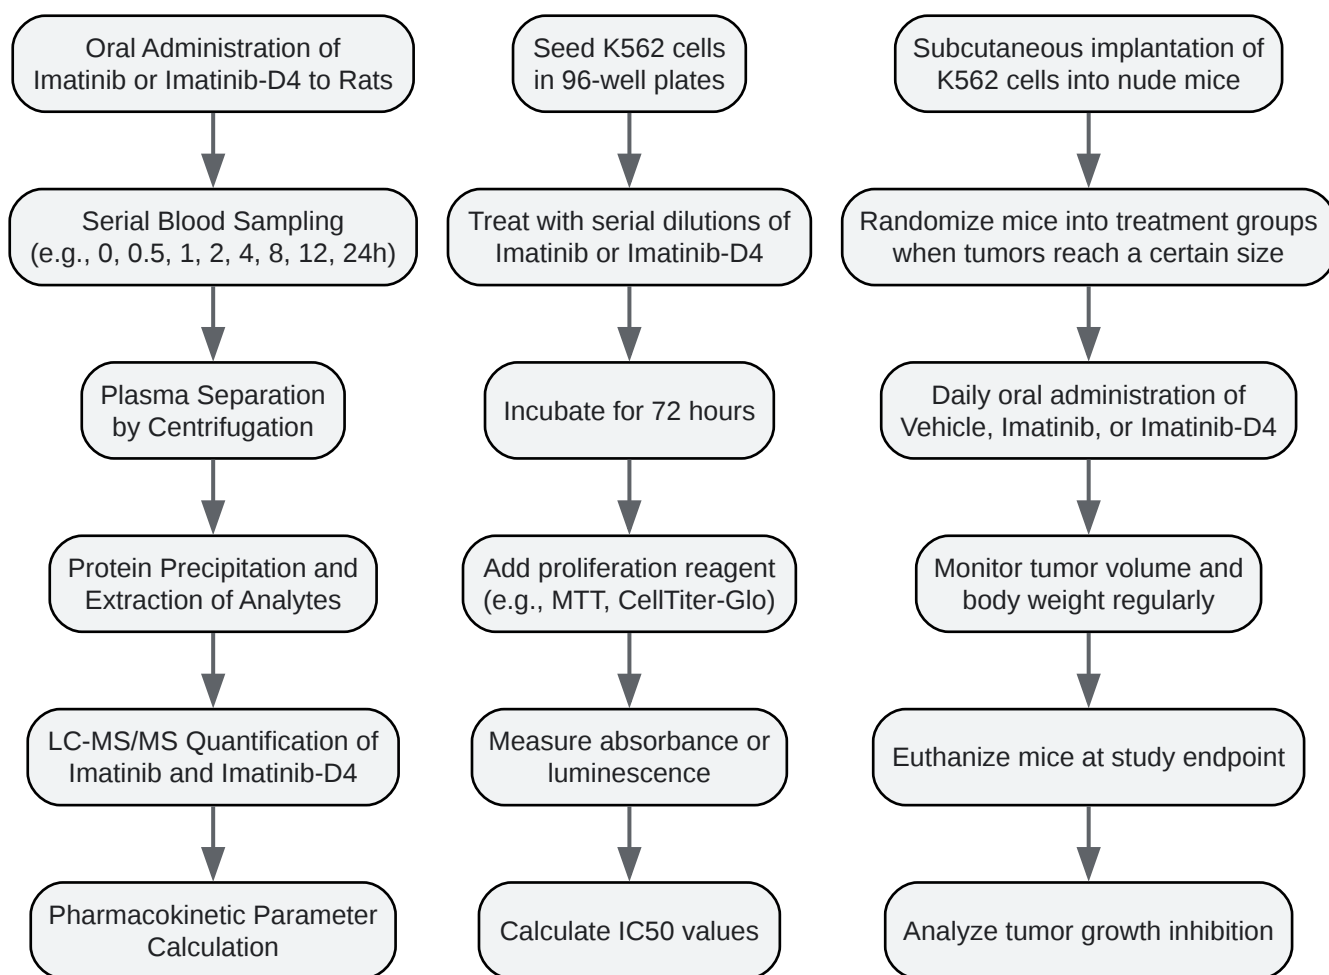 Oral Administration of
Imatinib or Imatinib-D4 to Rats
Serial Blood Sampling
(e.g., 0, 0.5, 1, 2, 4, 8, 12, 24h)
Plasma Separation
by Centrifugation
Protein Precipitation and
Extraction of Analytes
LC-MS/MS Quantification of
Imatinib and Imatinib-D4
Pharmacokinetic Parameter
Calculation
Seed K562 cells
in 96-well plates
Treat with serial dilutions of
Imatinib or Imatinib-D4
Incubate for 72 hours
Add proliferation reagent
(e.g., MTT, CellTiter-Glo)
Measure absorbance or
luminescence
Calculate IC50 values
Subcutaneous implantation of
K562 cells into nude mice
Randomize mice into treatment groups
when tumors reach a certain size
Daily oral administration of
Vehicle, Imatinib, or Imatinib-D4
Monitor tumor volume and
body weight regularly
Euthanize mice at study endpoint
Analyze tumor growth inhibition